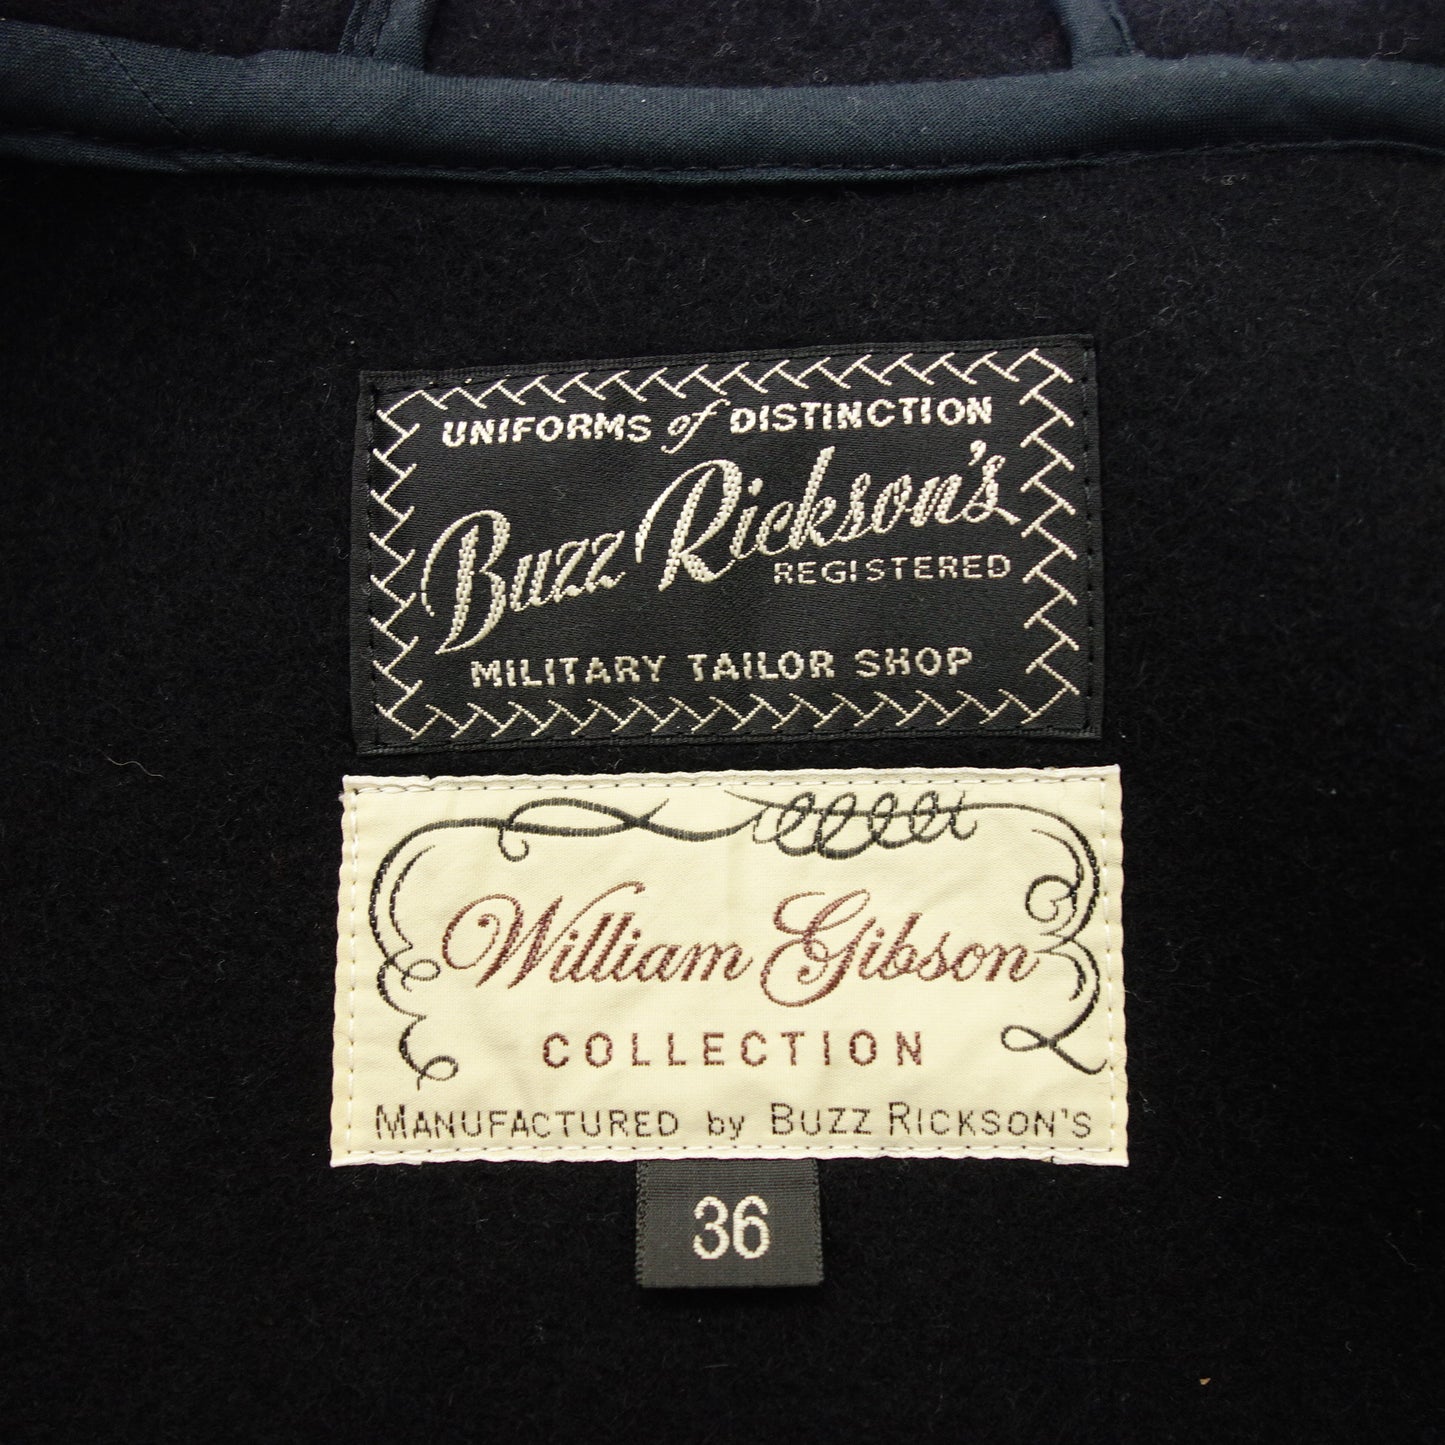 UNIFORMS of DISTINCTION
Buzz Rickson's
REGISTERED
MILITARY TAILOR SHOP
William Gibson
COLLECTION
MANUFACTURED by BUZZ RICKSON'S
36